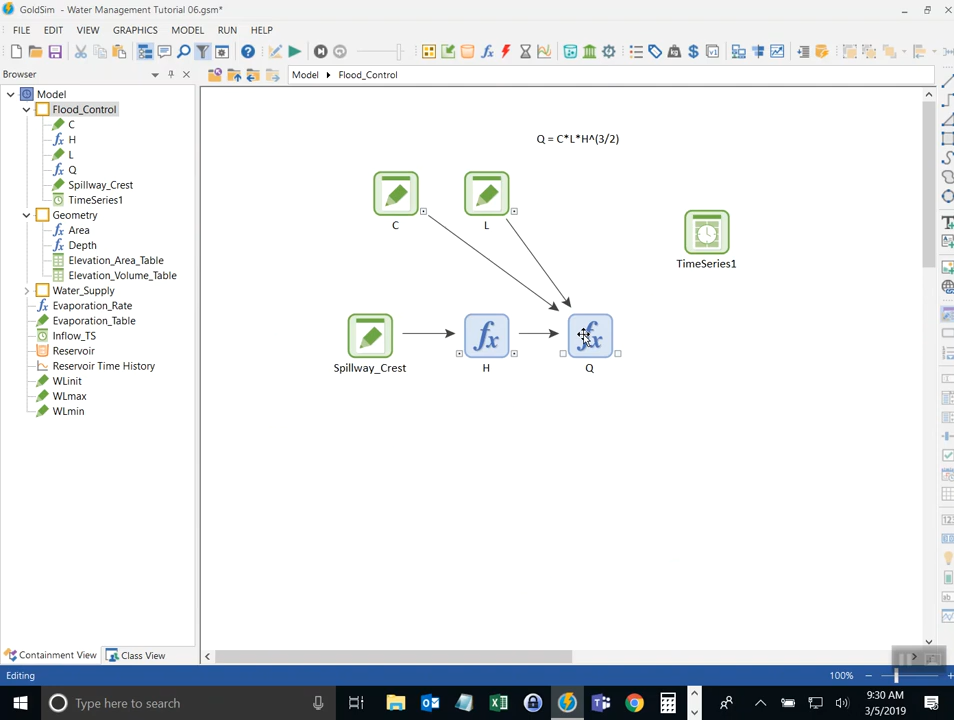 GoldSim - Water Management Tutorial 06.gsm*
FILE EDIT VIEW GRAPHICS MODEL RUN HELP
Browser
Model Flood_Control
Model
Flood_Control
C
H
L
Q
Spillway_Crest
TimeSeries1
Geometry
Area
Depth
Elevation_Area_Table
Elevation_Volume_Table
Water_Supply
Evaporation_Rate
Evaporation_Table
Inflow_TS
Reservoir
Reservoir Time History
WLinit
WLmax
WLmin
Q = C*L*H^(3/2)
C
L
TimeSeries1
Spillway_Crest
H
Q
Containment View Class View
Editing
100%
Type here to search
9:30 AM
3/5/2019